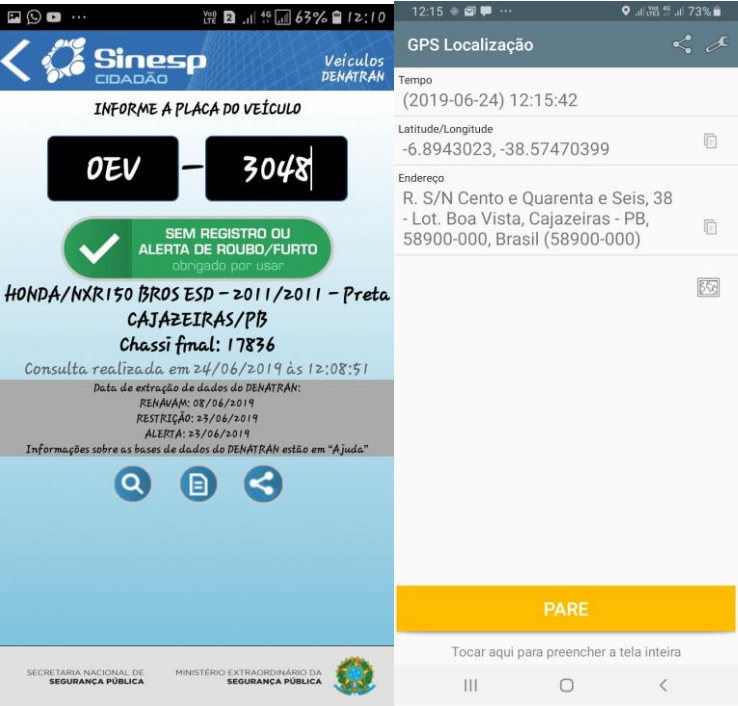 63% 12:10
Sinesp
CIDADÃO
Veículos
DENATRAN
INFORME A PLACA DO VEÍCULO
OEV - 3048
SEM REGISTRO OU
ALERTA DE ROUBO/FURTO
obrigado por usar
HONDA/NXR150 BROS ESD - 2011/2011 - Preta
CAJAZEIRAS/PB
Chassi final: 17836
Consulta realizada em 24/06/2019 às 12:08:51
Data de extração de dados do DENATRAN:
RENAVAM: 08/06/2019
RESTRIÇÃO: 23/06/2019
ALERTA: 23/06/2019
Informações sobre as bases de dados do DENATRAN estão em "Ajuda"
SECRETARIA NACIONAL DE
SEGURANÇA PÚBLICA
MINISTÉRIO EXTRAORDINÁRIO DA
SEGURANÇA PÚBLICA
12:15 73%
GPS Localização
Tempo
(2019-06-24) 12:15:42
Latitude/Longitude
-6.8943023, -38.57470399
Endereço
R. S/N Cento e Quarenta e Seis, 38
- Lot. Boa Vista, Cajazeiras - PB,
58900-000, Brasil (58900-000)
PARE
Tocar aqui para preencher a tela inteira